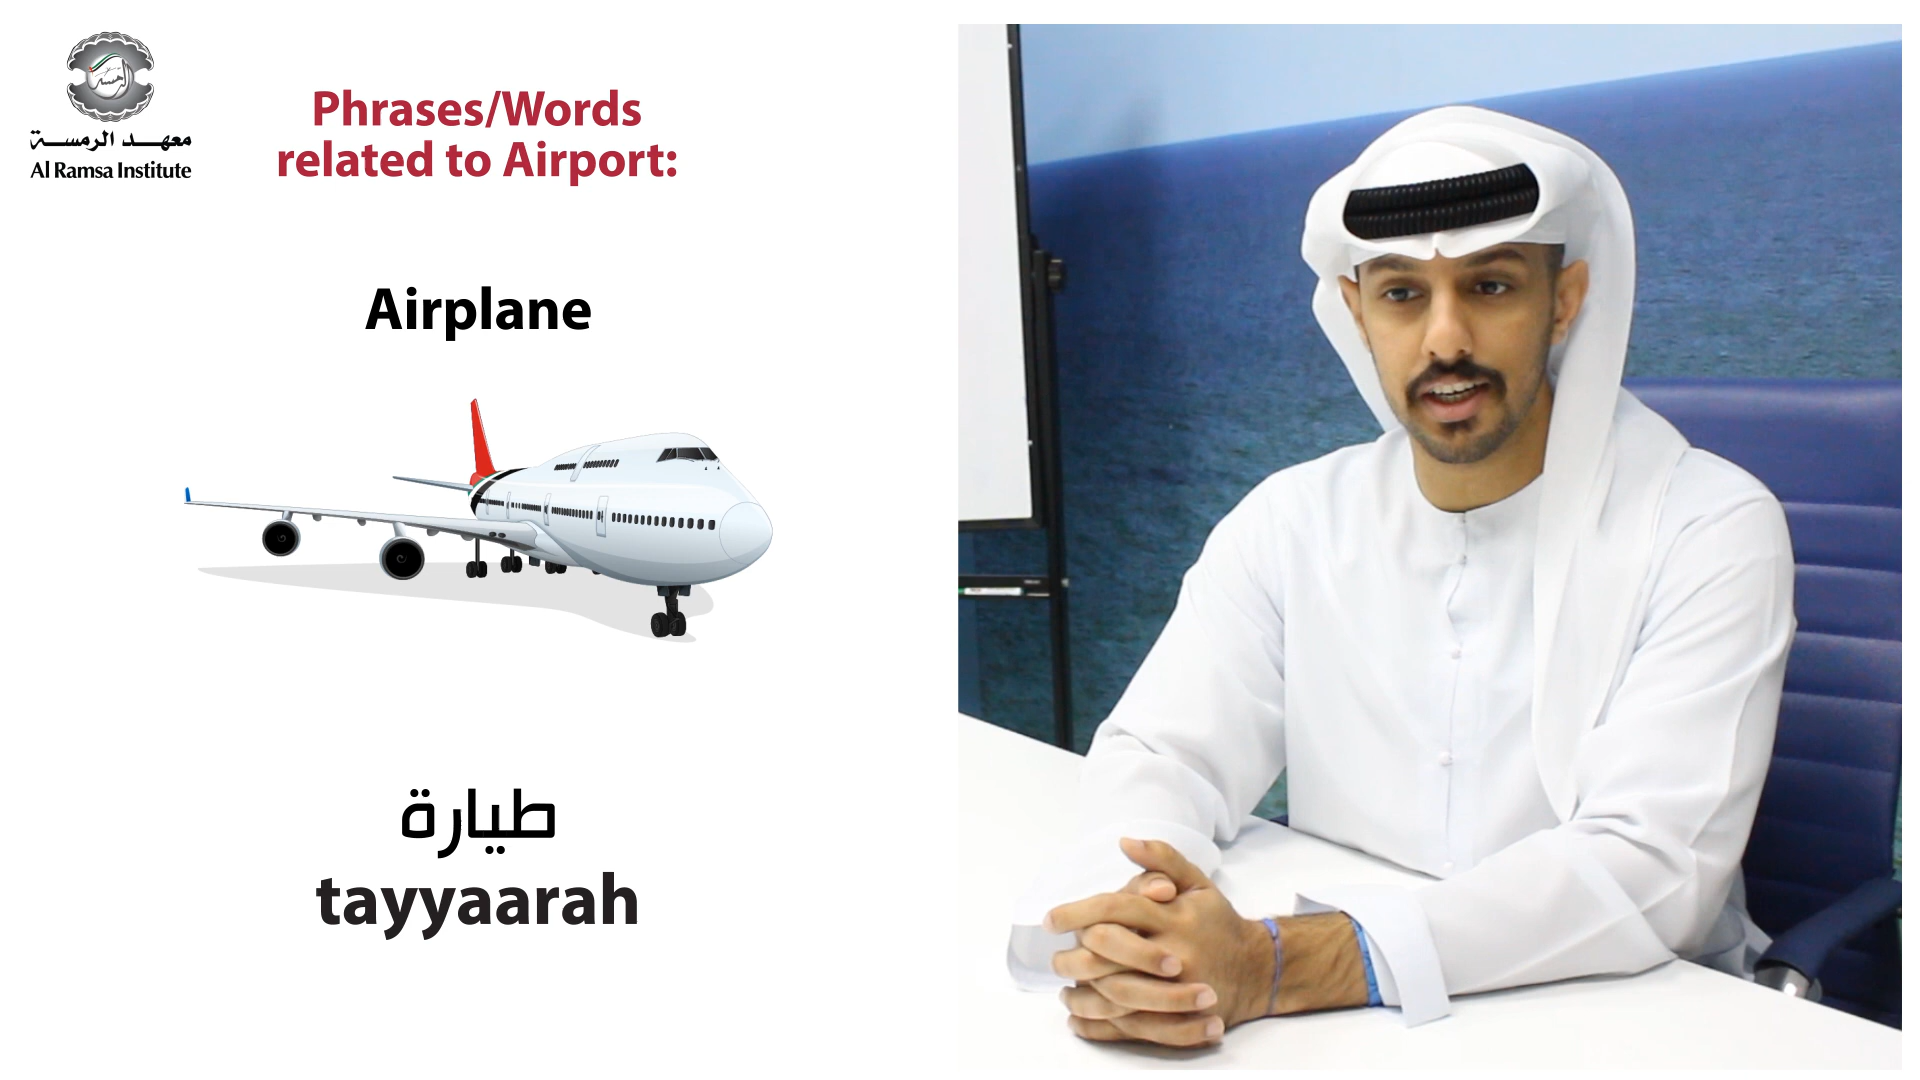 معهد الرمسة
Al Ramsa Institute
Phrases/Words
related to Airport:
Airplane
طيارة
tayyaarah